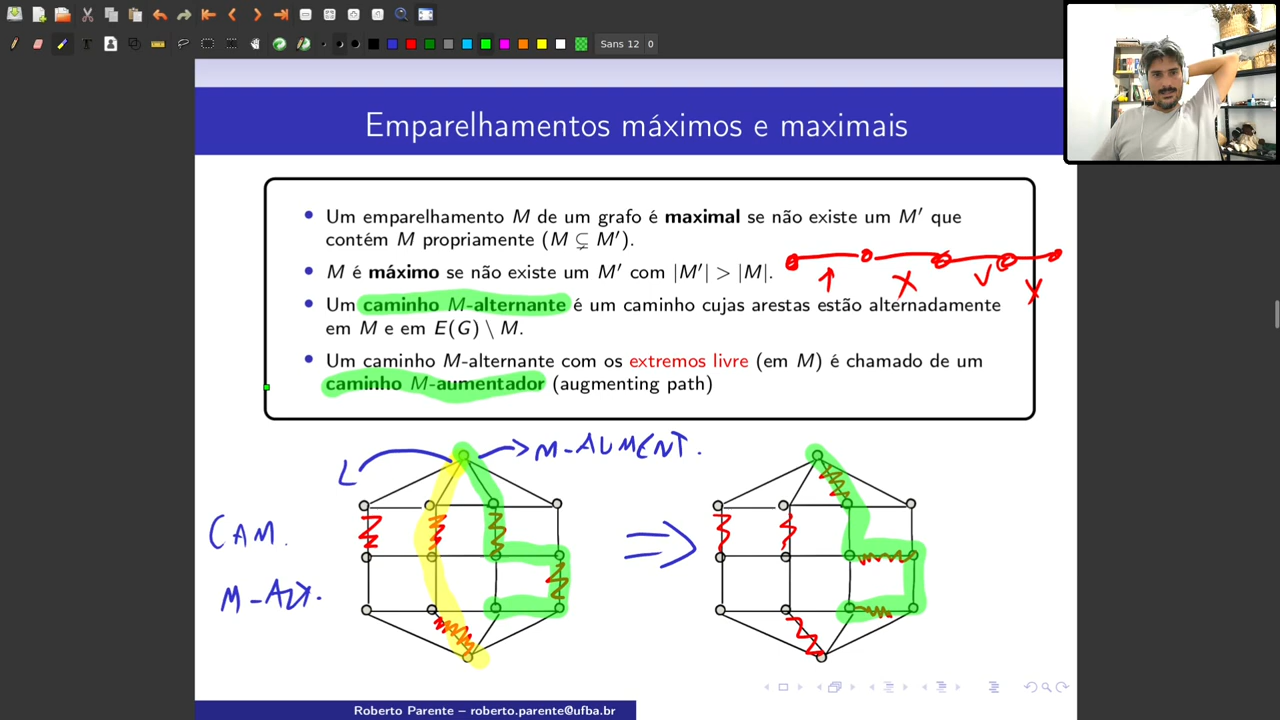 Sans 12 0
Emparelhamentos máximos e maximais
• Um emparelhamento M de um grafo é maximal se não existe um M′ que
contém M propriamente (M ⊊ M′).
• M é máximo se não existe um M′ com |M′| > |M|.
• Um caminho M-alternante é um caminho cujas arestas estão alternadamente
em M e em E(G) \ M.
• Um caminho M-alternante com os extremos livre (em M) é chamado de um
caminho M-aumentador (augmenting path)
L
M-AUMENT.
CAM.
M-ALT.
Roberto Parente – roberto.parente@ufba.br